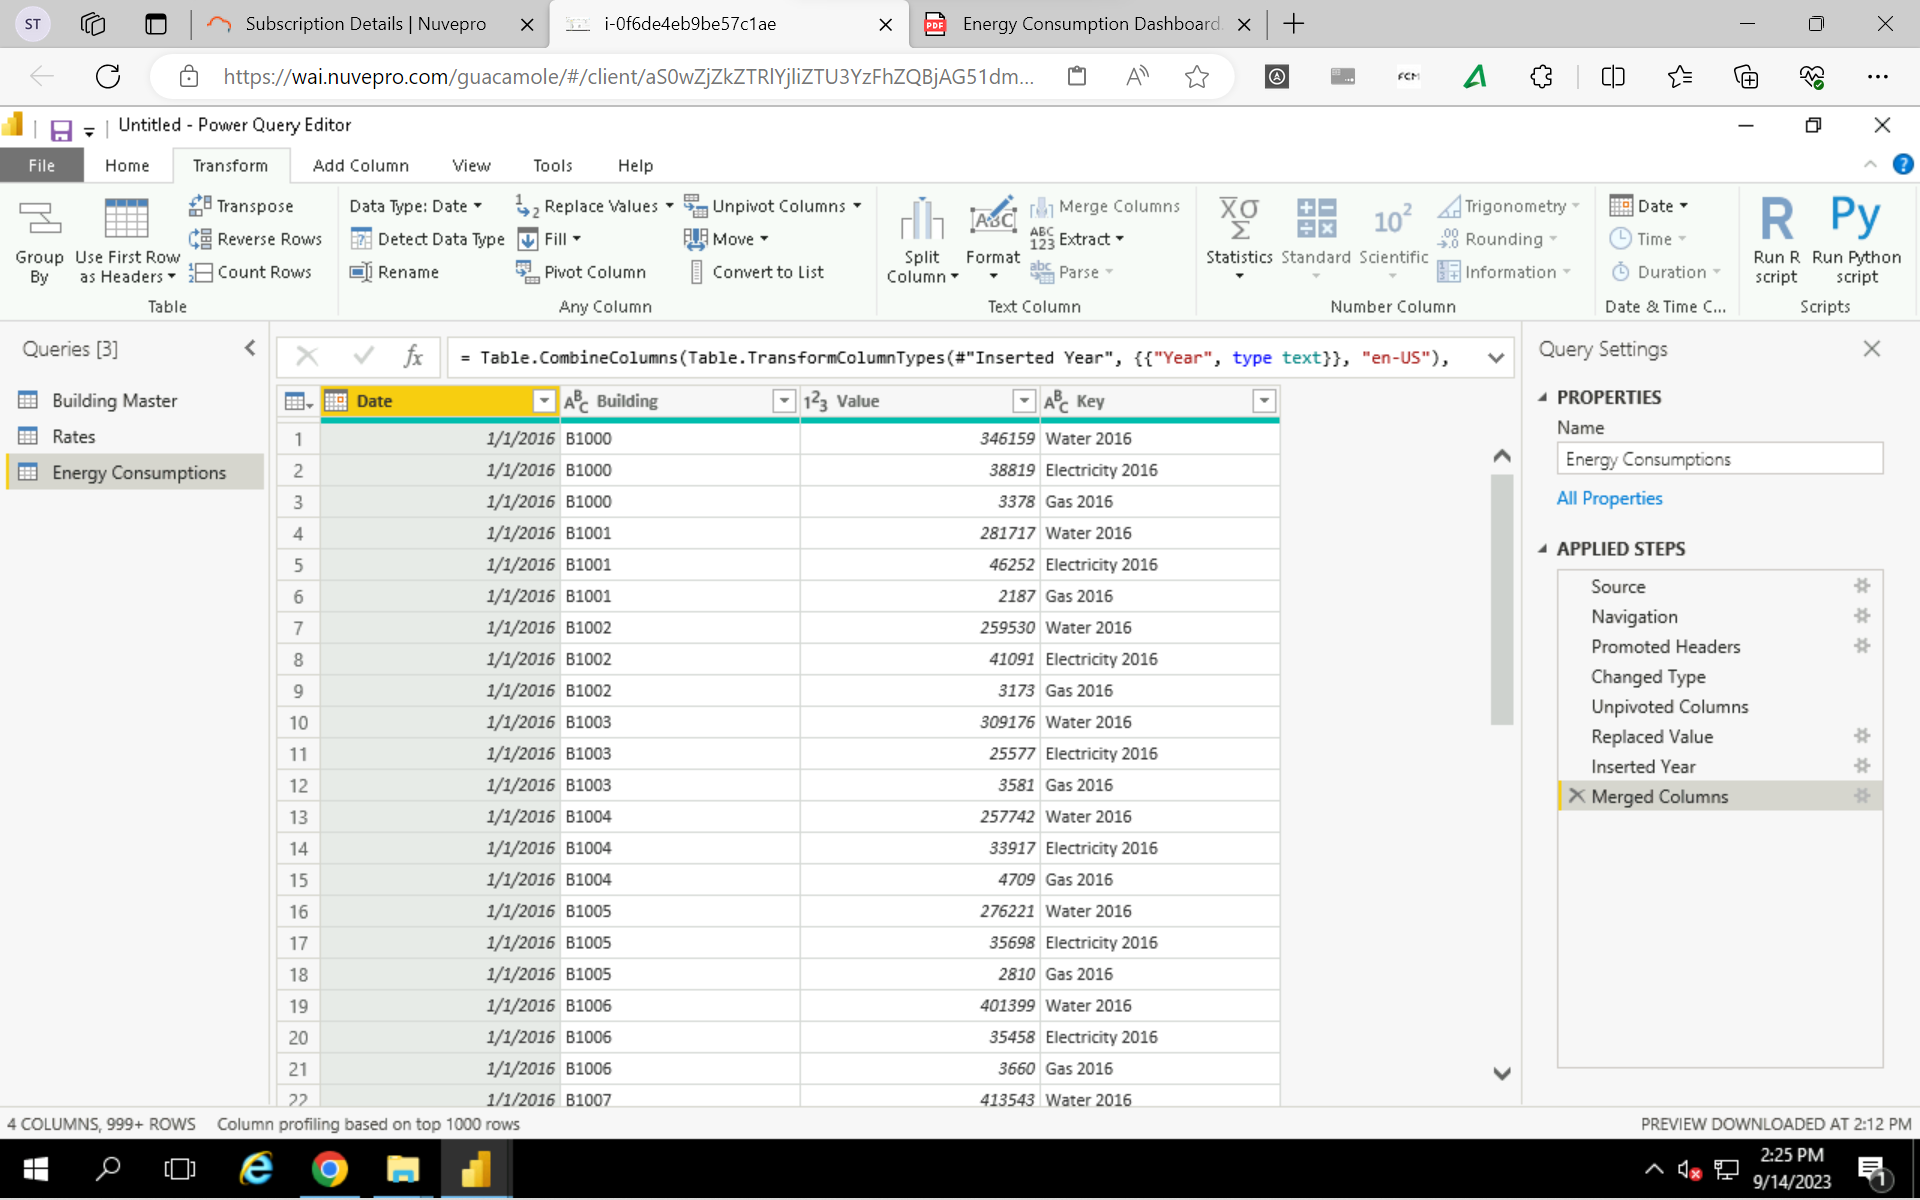 ST
Subscription Details | Nuvepro
i-0f6de4eb9be57c1ae
Energy Consumption Dashboard.
https://wai.nuvepro.com/guacamole/#/client/aS0wZjZkZTRlYjliZTU3YzFhZQBjAG51dm...
Untitled - Power Query Editor
File Home Transform Add Column View Tools Help
Group By
Use First Row as Headers
Transpose
Reverse Rows
Count Rows
Table
Data Type: Date
Detect Data Type
Rename
Replace Values
Fill
Pivot Column
Unpivot Columns
Move
Convert to List
Any Column
Split Column
Format
Merge Columns
Extract
Parse
Text Column
Statistics
Standard
Scientific
Trigonometry
Rounding
Information
Number Column
Date
Time
Duration
Date & Time C...
Run R script
Run Python script
Scripts
Queries [3]
Building Master
Rates
Energy Consumptions
fx
= Table.CombineColumns(Table.TransformColumnTypes(#"Inserted Year", {{"Year", type text}}, "en-US"),
Date Building Value Key
1 1/1/2016 B1000 346159 Water 2016
2 1/1/2016 B1000 38819 Electricity 2016
3 1/1/2016 B1000 3378 Gas 2016
4 1/1/2016 B1001 281717 Water 2016
5 1/1/2016 B1001 46252 Electricity 2016
6 1/1/2016 B1001 2187 Gas 2016
7 1/1/2016 B1002 259530 Water 2016
8 1/1/2016 B1002 41091 Electricity 2016
9 1/1/2016 B1002 3173 Gas 2016
10 1/1/2016 B1003 309176 Water 2016
11 1/1/2016 B1003 25577 Electricity 2016
12 1/1/2016 B1003 3581 Gas 2016
13 1/1/2016 B1004 257742 Water 2016
14 1/1/2016 B1004 33917 Electricity 2016
15 1/1/2016 B1004 4709 Gas 2016
16 1/1/2016 B1005 276221 Water 2016
17 1/1/2016 B1005 35698 Electricity 2016
18 1/1/2016 B1005 2810 Gas 2016
19 1/1/2016 B1006 401399 Water 2016
20 1/1/2016 B1006 35458 Electricity 2016
21 1/1/2016 B1006 3660 Gas 2016
22 1/1/2016 B1007 413543 Water 2016
Query Settings
PROPERTIES
Name
Energy Consumptions
All Properties
APPLIED STEPS
Source
Navigation
Promoted Headers
Changed Type
Unpivoted Columns
Replaced Value
Inserted Year
Merged Columns
4 COLUMNS, 999+ ROWS Column profiling based on top 1000 rows
PREVIEW DOWNLOADED AT 2:12 PM
2:25 PM
9/14/2023
1